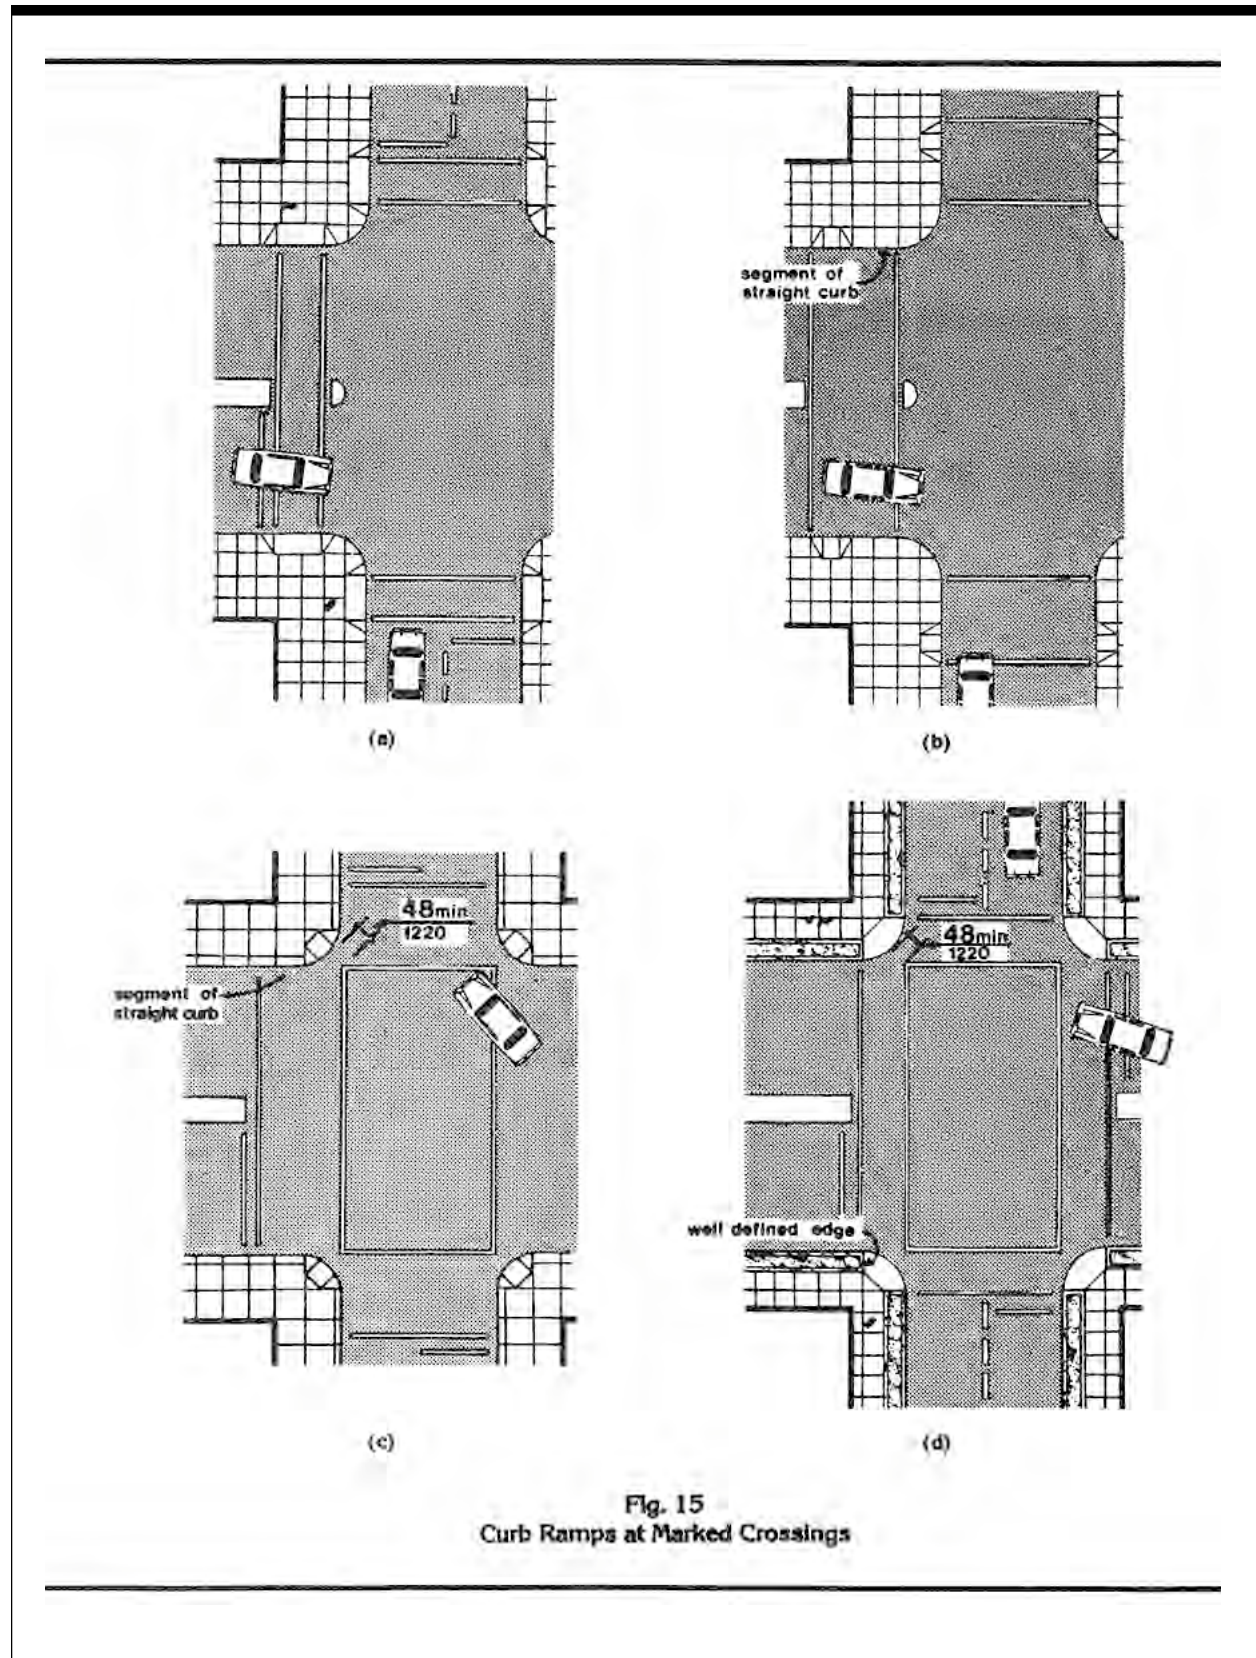 segment of
straight curb
(a)
(b)
48min
1220
segment of
straight curb
48min
1220
well defined edge
(c)
(d)
Fig. 15
Curb Ramps at Marked Crossings